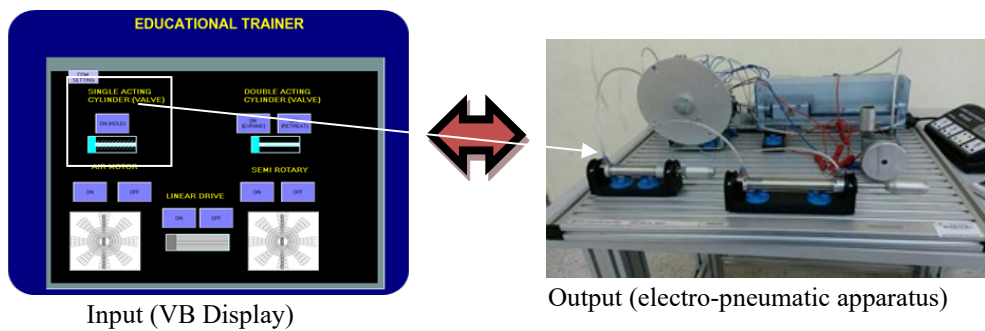 EDUCATIONAL TRAINER
COM
SETTING
SINGLE ACTING
CYLINDER (VALVE)
ON (HOLD)
DOUBLE ACTING
CYLINDER (VALVE)
ON
(EXPAND)
(RETREAT)
AIR MOTOR
ON
OFF
LINEAR DRIVE
ON
OFF
SEMI ROTARY
ON
OFF
Input (VB Display)
Output (electro-pneumatic apparatus)